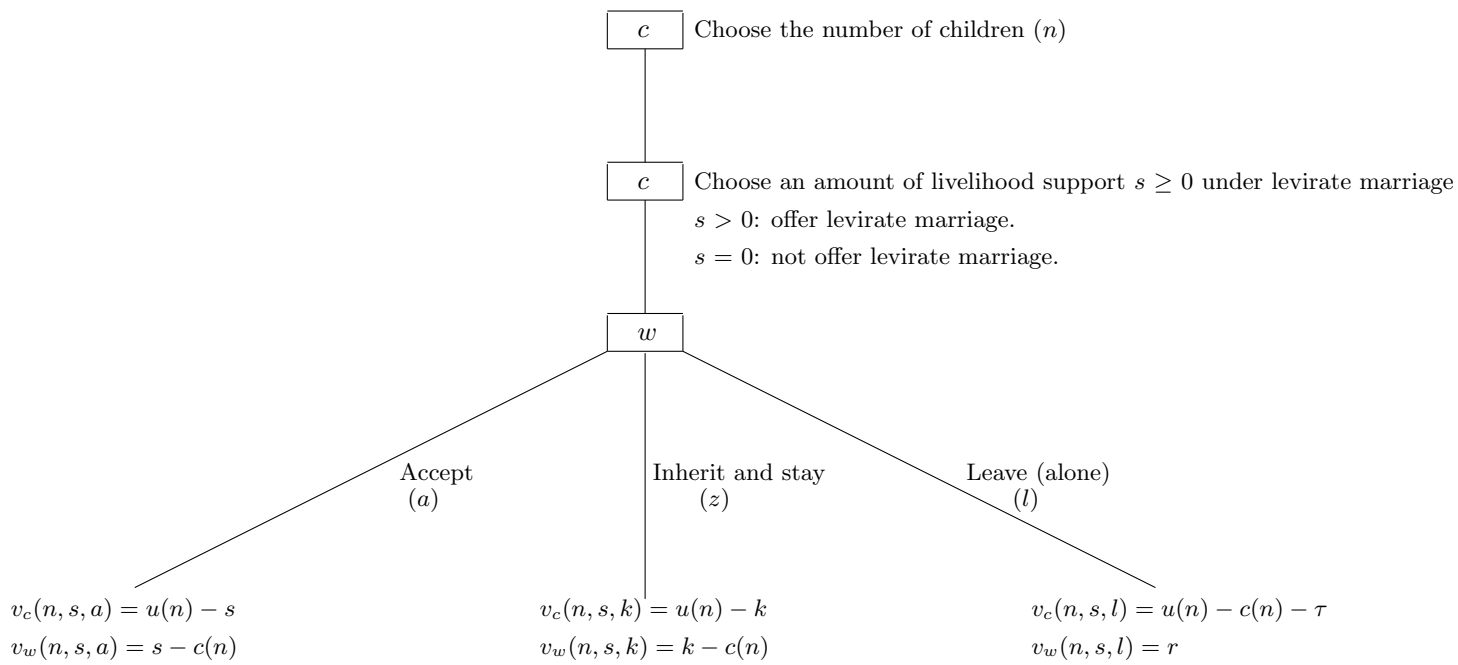 c Choose the number of children (n)
c Choose an amount of livelihood support s ≥ 0 under levirate marriage
s > 0: offer levirate marriage.
s = 0: not offer levirate marriage.
w
Accept
(a)
Inherit and stay
(z)
Leave (alone)
(l)
v_c(n, s, a) = u(n) − s
v_w(n, s, a) = s − c(n)
v_c(n, s, k) = u(n) − k
v_w(n, s, k) = k − c(n)
v_c(n, s, l) = u(n) − c(n) − τ
v_w(n, s, l) = r